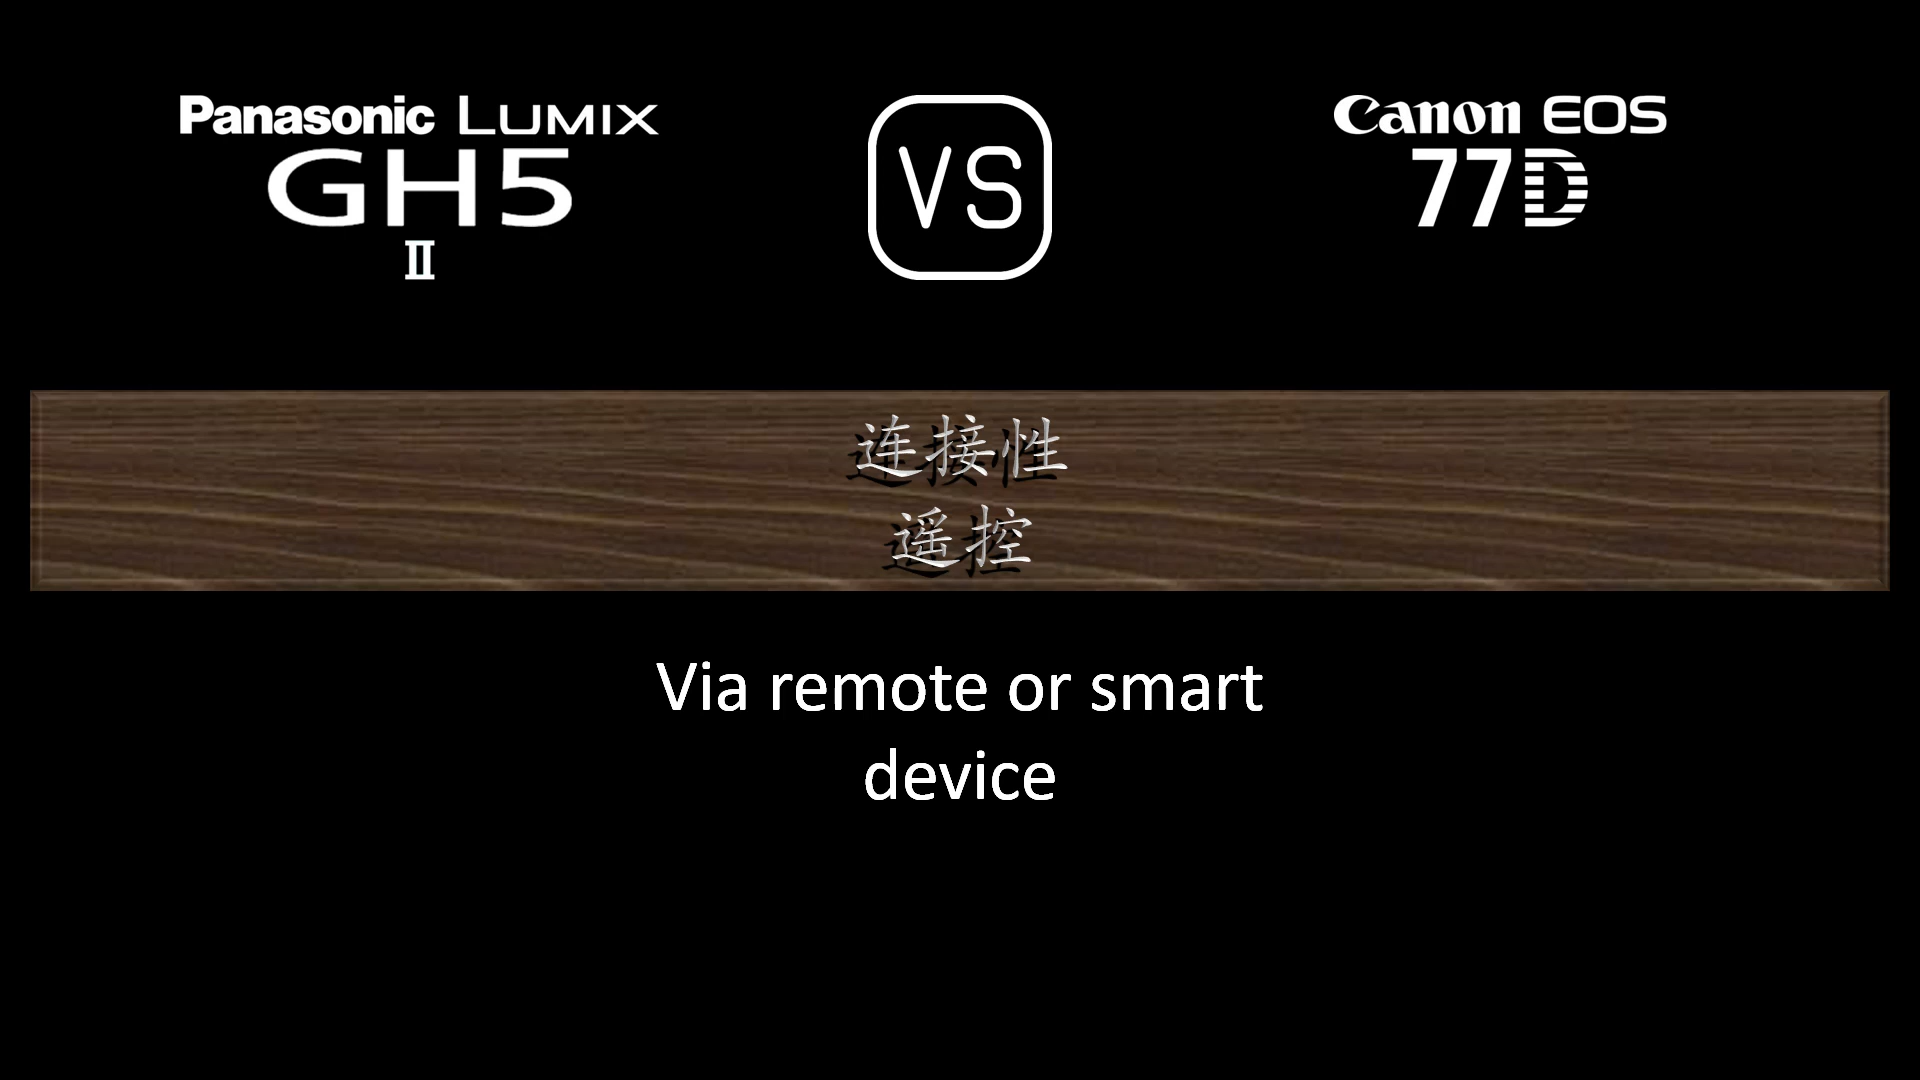 Panasonic LUMIX
GH5
II
VS
Canon EOS
77D
连接性
遥控
Via remote or smart
device